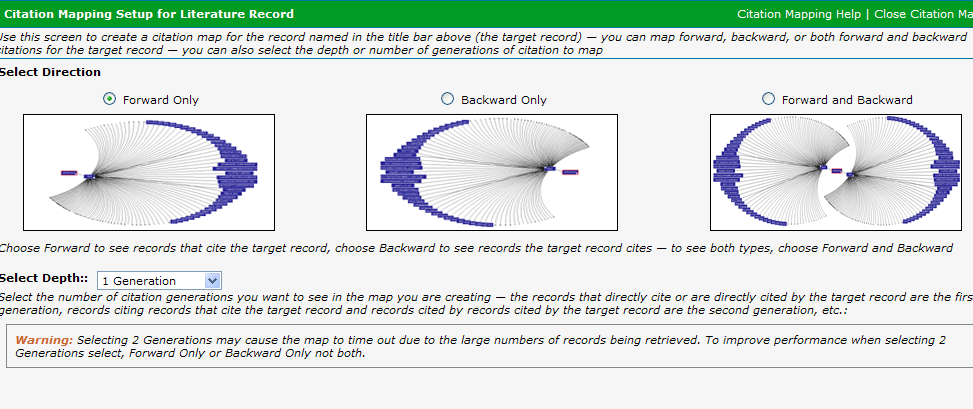 Citation Mapping Setup for Literature Record
Citation Mapping Help | Close Citation Ma
Use this screen to create a citation map for the record named in the title bar above (the target record) — you can map forward, backward, or both forward and backward
citations for the target record — you can also select the depth or number of generations of citation to map
Select Direction
Forward Only
Backward Only
Forward and Backward
Choose Forward to see records that cite the target record, choose Backward to see records the target record cites — to see both types, choose Forward and Backward
Select Depth:: 1 Generation
Select the number of citation generations you want to see in the map you are creating — the records that directly cite or are directly cited by the target record are the firs
generation, records citing records that cite the target record and records cited by records cited by the target record are the second generation, etc.:
Warning: Selecting 2 Generations may cause the map to time out due to the large numbers of records being retrieved. To improve performance when selecting 2
Generations select, Forward Only or Backward Only not both.